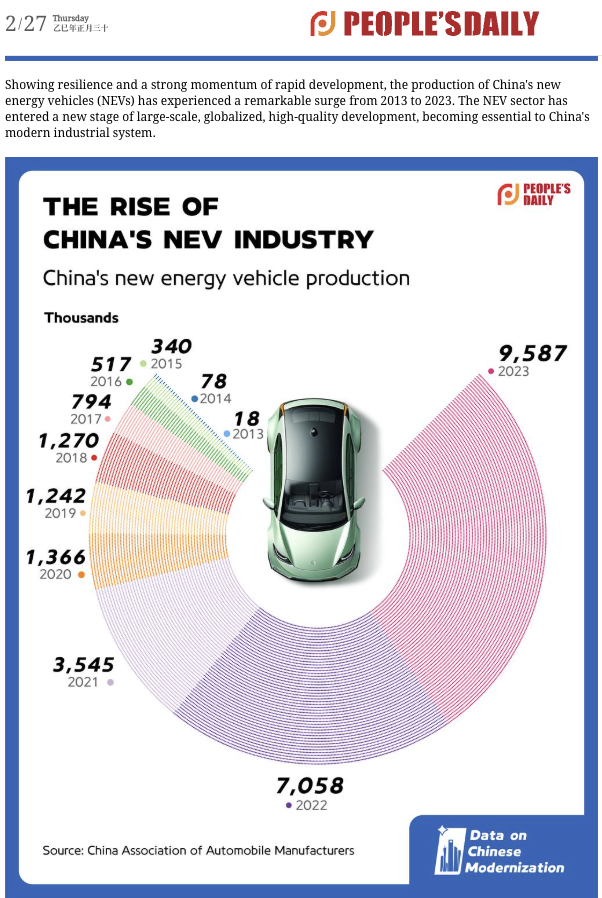 2/27 Thursday
乙巳年正月三十
PEOPLE'S DAILY
Showing resilience and a strong momentum of rapid development, the production of China's new
energy vehicles (NEVs) has experienced a remarkable surge from 2013 to 2023. The NEV sector has
entered a new stage of large-scale, globalized, high-quality development, becoming essential to China's
modern industrial system.
THE RISE OF
CHINA'S NEV INDUSTRY
PEOPLE'S
DAILY
China's new energy vehicle production
Thousands
340
2015
9,587
2023
517
2016
78
2014
794
2017
18
2013
1,270
2018
1,242
2019
1,366
2020
3,545
2021
7,058
2022
Source: China Association of Automobile Manufacturers
Data on
Chinese
Modernization